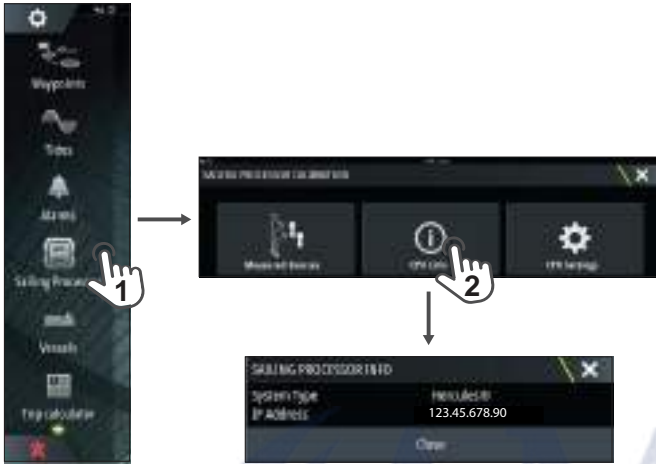 Waypoints
Tides
Alarms
Sailing Process
1
Vessels
Trip calculator
SAILING PROCESSOR CALIBRATION
Measured Devices
CPU Info
CPU Settings
2
SAILING PROCESSOR INFO
System Type Hercules®
IP Address 123.45.678.90
Close